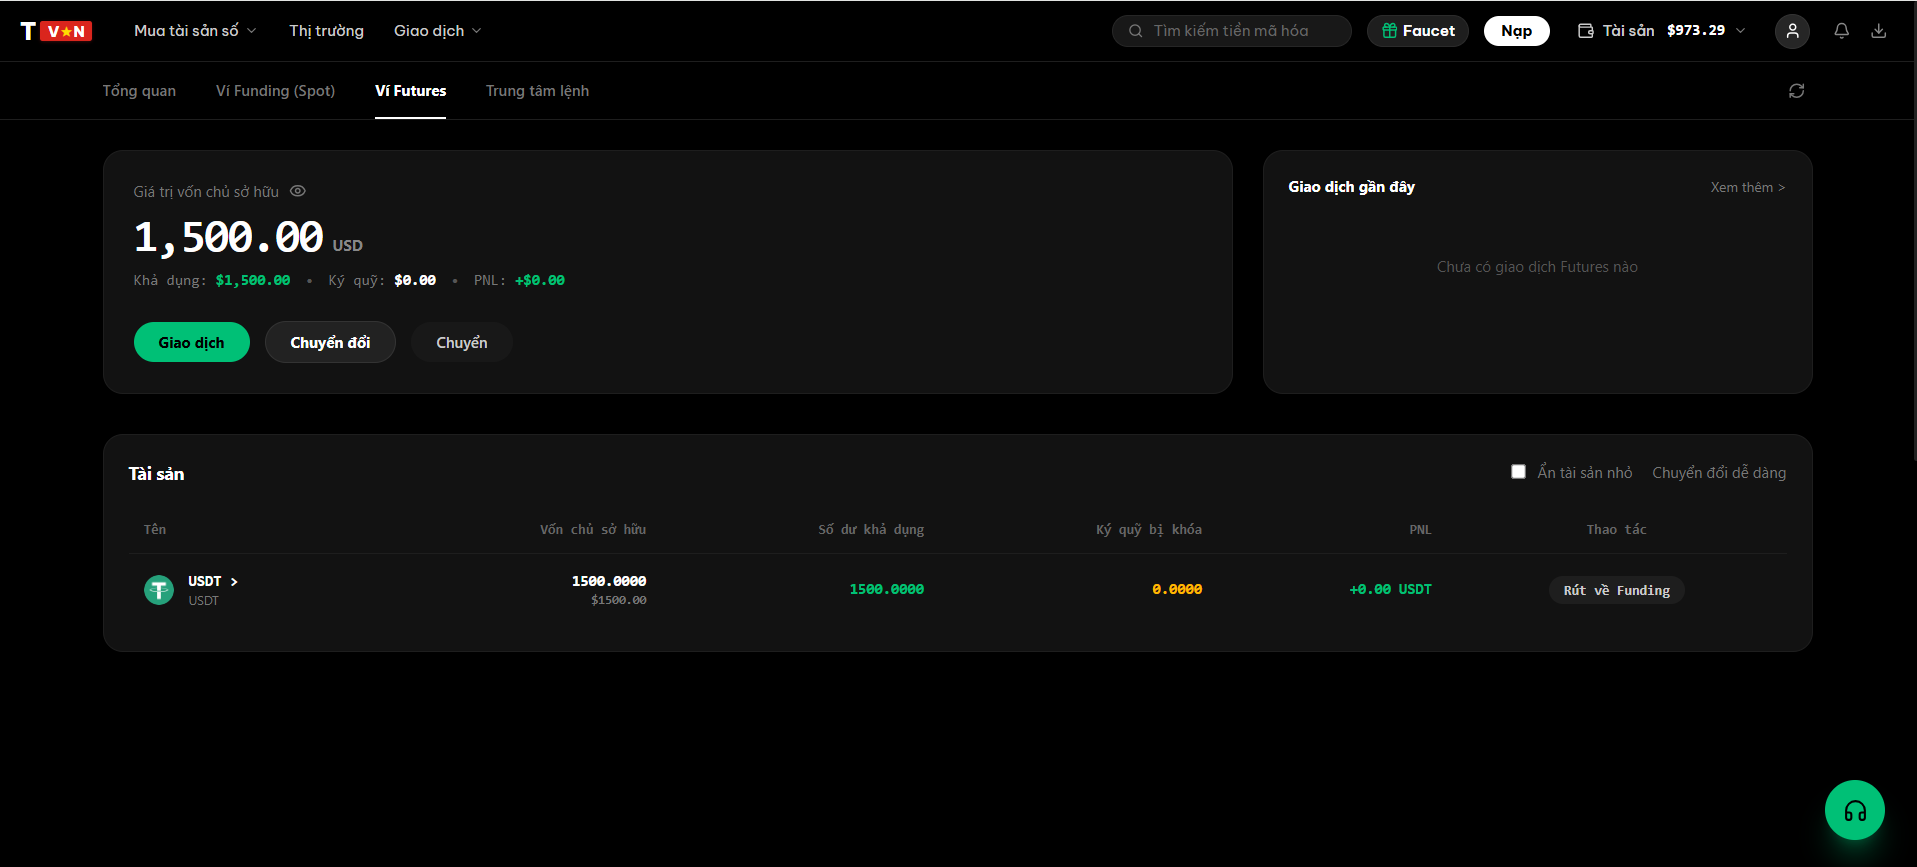 T VN
Mua tài sản số
Thị trường
Giao dịch
Tìm kiếm tiền mã hóa
Faucet
Nạp
Tài sản $973.29
Tổng quan
Ví Funding (Spot)
Ví Futures
Trung tâm lệnh
Giá trị vốn chủ sở hữu
1,500.00 USD
Khả dụng: $1,500.00 • Ký quỹ: $0.00 • PNL: +$0.00
Giao dịch
Chuyển đổi
Chuyển
Giao dịch gần đây
Xem thêm >
Chưa có giao dịch Futures nào
Tài sản
Ẩn tài sản nhỏ
Chuyển đổi dễ dàng
Tên
Vốn chủ sở hữu
Số dư khả dụng
Ký quỹ bị khóa
PNL
Thao tác
USDT >
USDT
1500.0000
$1500.00
1500.0000
0.0000
+0.00 USDT
Rút về Funding